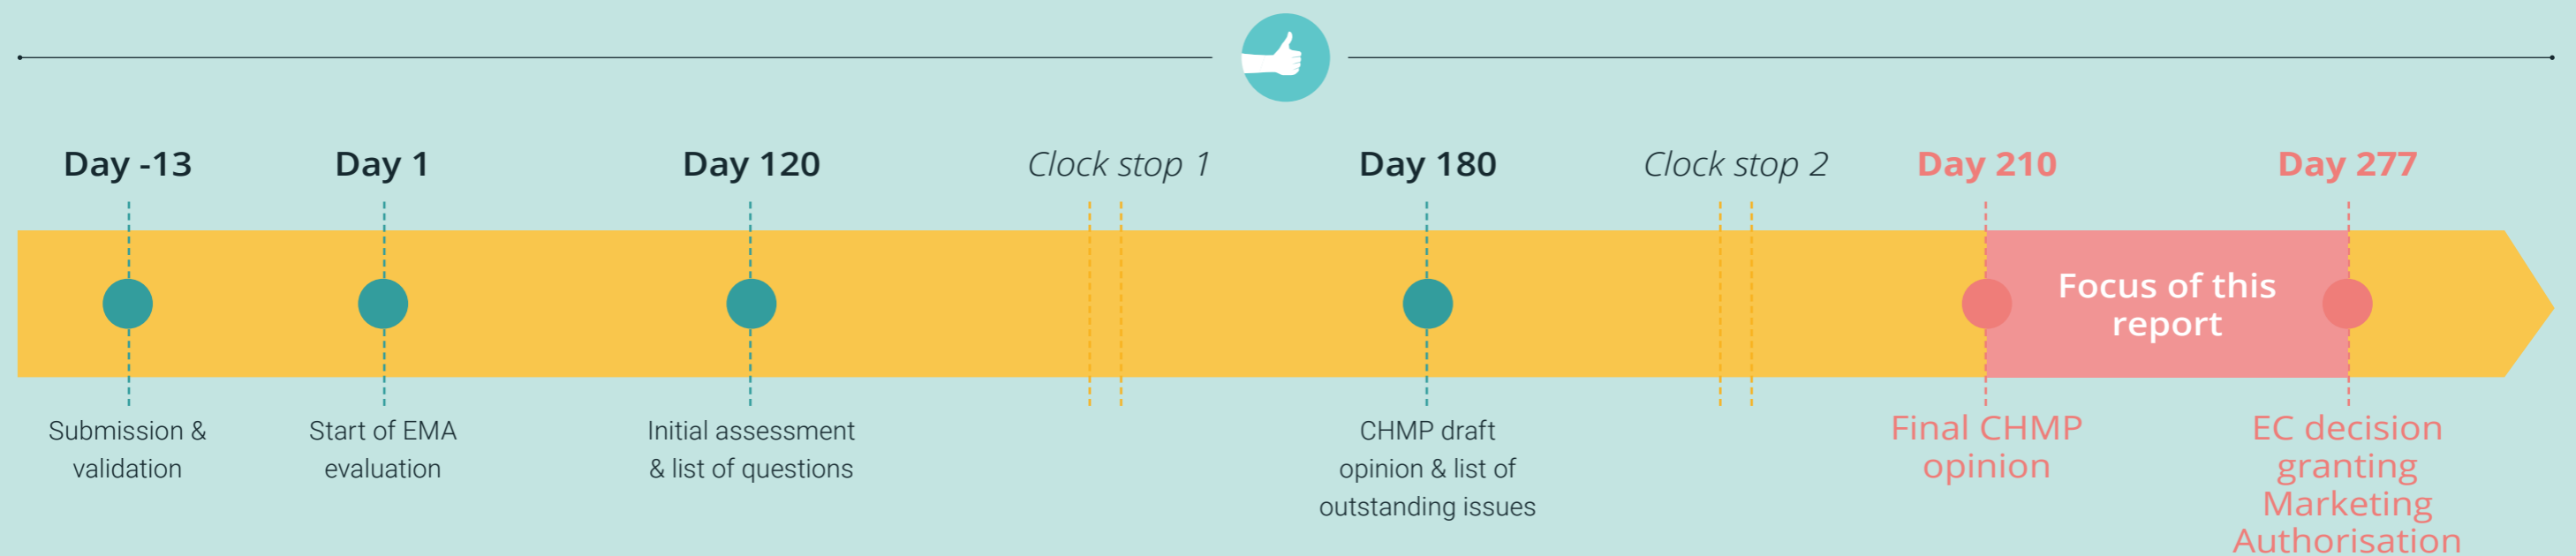 Day -13
Day 1
Day 120
Clock stop 1
Day 180
Clock stop 2
Day 210
Day 277
Focus of this
report
Submission &
validation
Start of EMA
evaluation
Initial assessment
& list of questions
CHMP draft
opinion & list of
outstanding issues
Final CHMP
opinion
EC decision
granting
Marketing
Authorisation